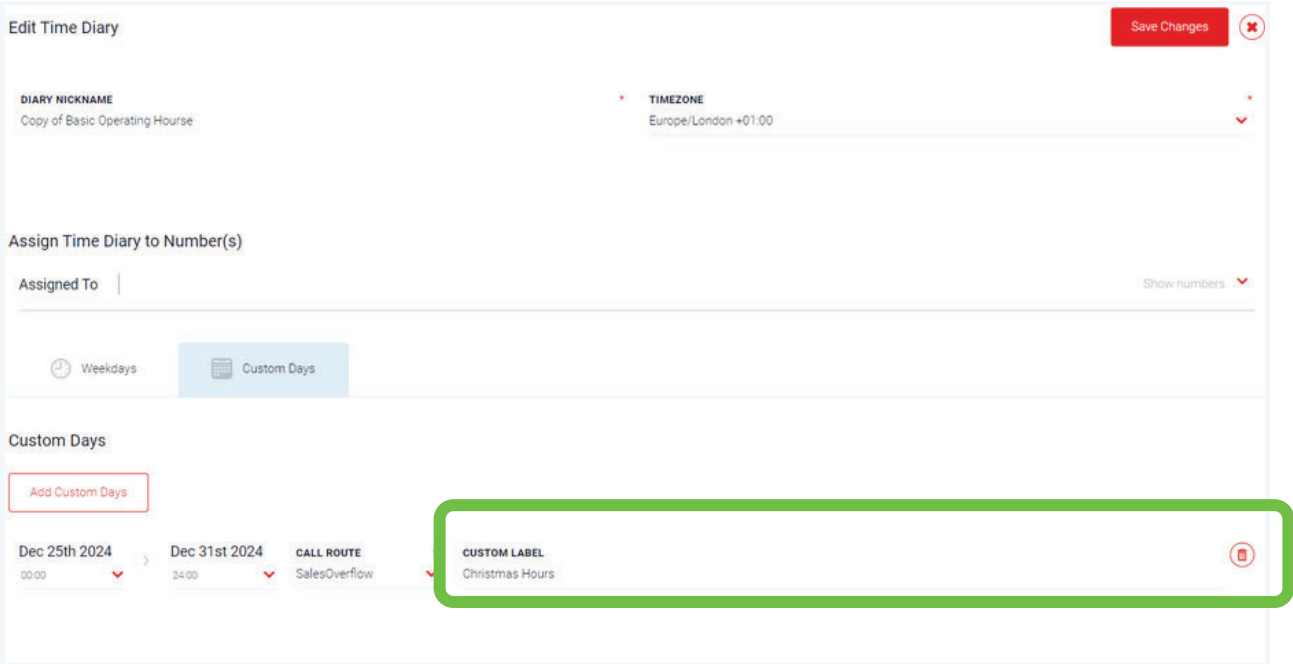 Edit Time Diary
Save Changes
DIARY NICKNAME *
Copy of Basic Operating Hourse
TIMEZONE *
Europe/London +01:00
Assign Time Diary to Number(s)
Assigned To
Show numbers
Weekdays
Custom Days
Custom Days
Add Custom Days
Dec 25th 2024
00:00
Dec 31st 2024
24:00
CALL ROUTE
SalesOverflow
CUSTOM LABEL
Christmas Hours